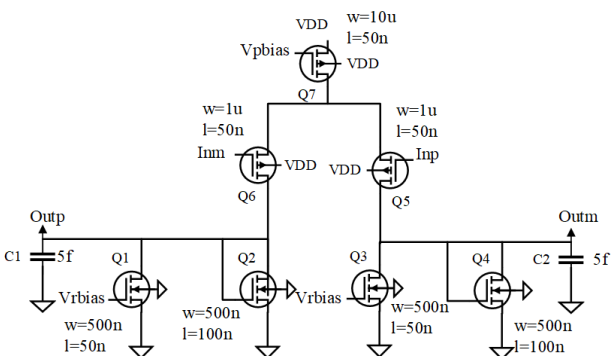 VDD
w=10u
l=50n
Vpbias
VDD
Q7
w=1u
l=50n
w=1u
l=50n
Inm
VDD
VDD
Inp
Q6
Q5
Outp
Outm
C1
5f
Q1
Q2
Q3
Q4
C2
5f
Vrbias
Vrbias
w=500n
l=50n
w=500n
l=100n
w=500n
l=50n
w=500n
l=100n